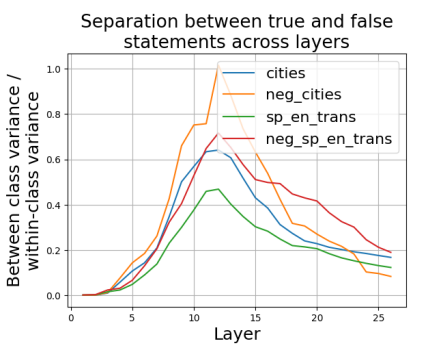 Separation between true and false
statements across layers
Between class variance /
within-class variance
1.0
0.8
0.6
0.4
0.2
0.0
cities
neg_cities
sp_en_trans
neg_sp_en_trans
0
5
10
15
20
25
Layer